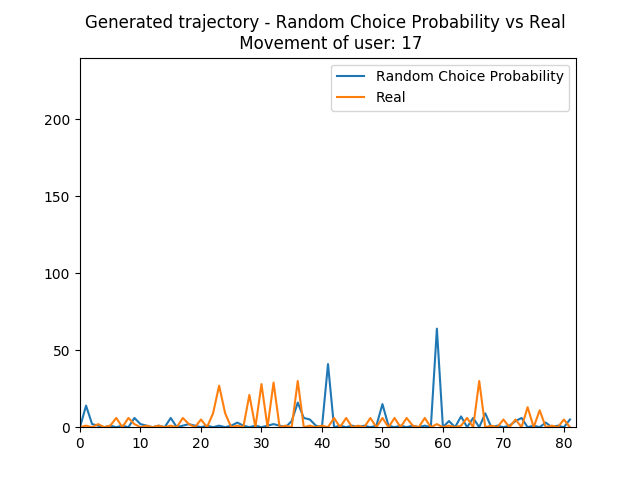 Generated trajectory - Random Choice Probability vs Real
Movement of user: 17
Random Choice Probability
Real
200
150
100
50
0
0 10 20 30 40 50 60 70 80